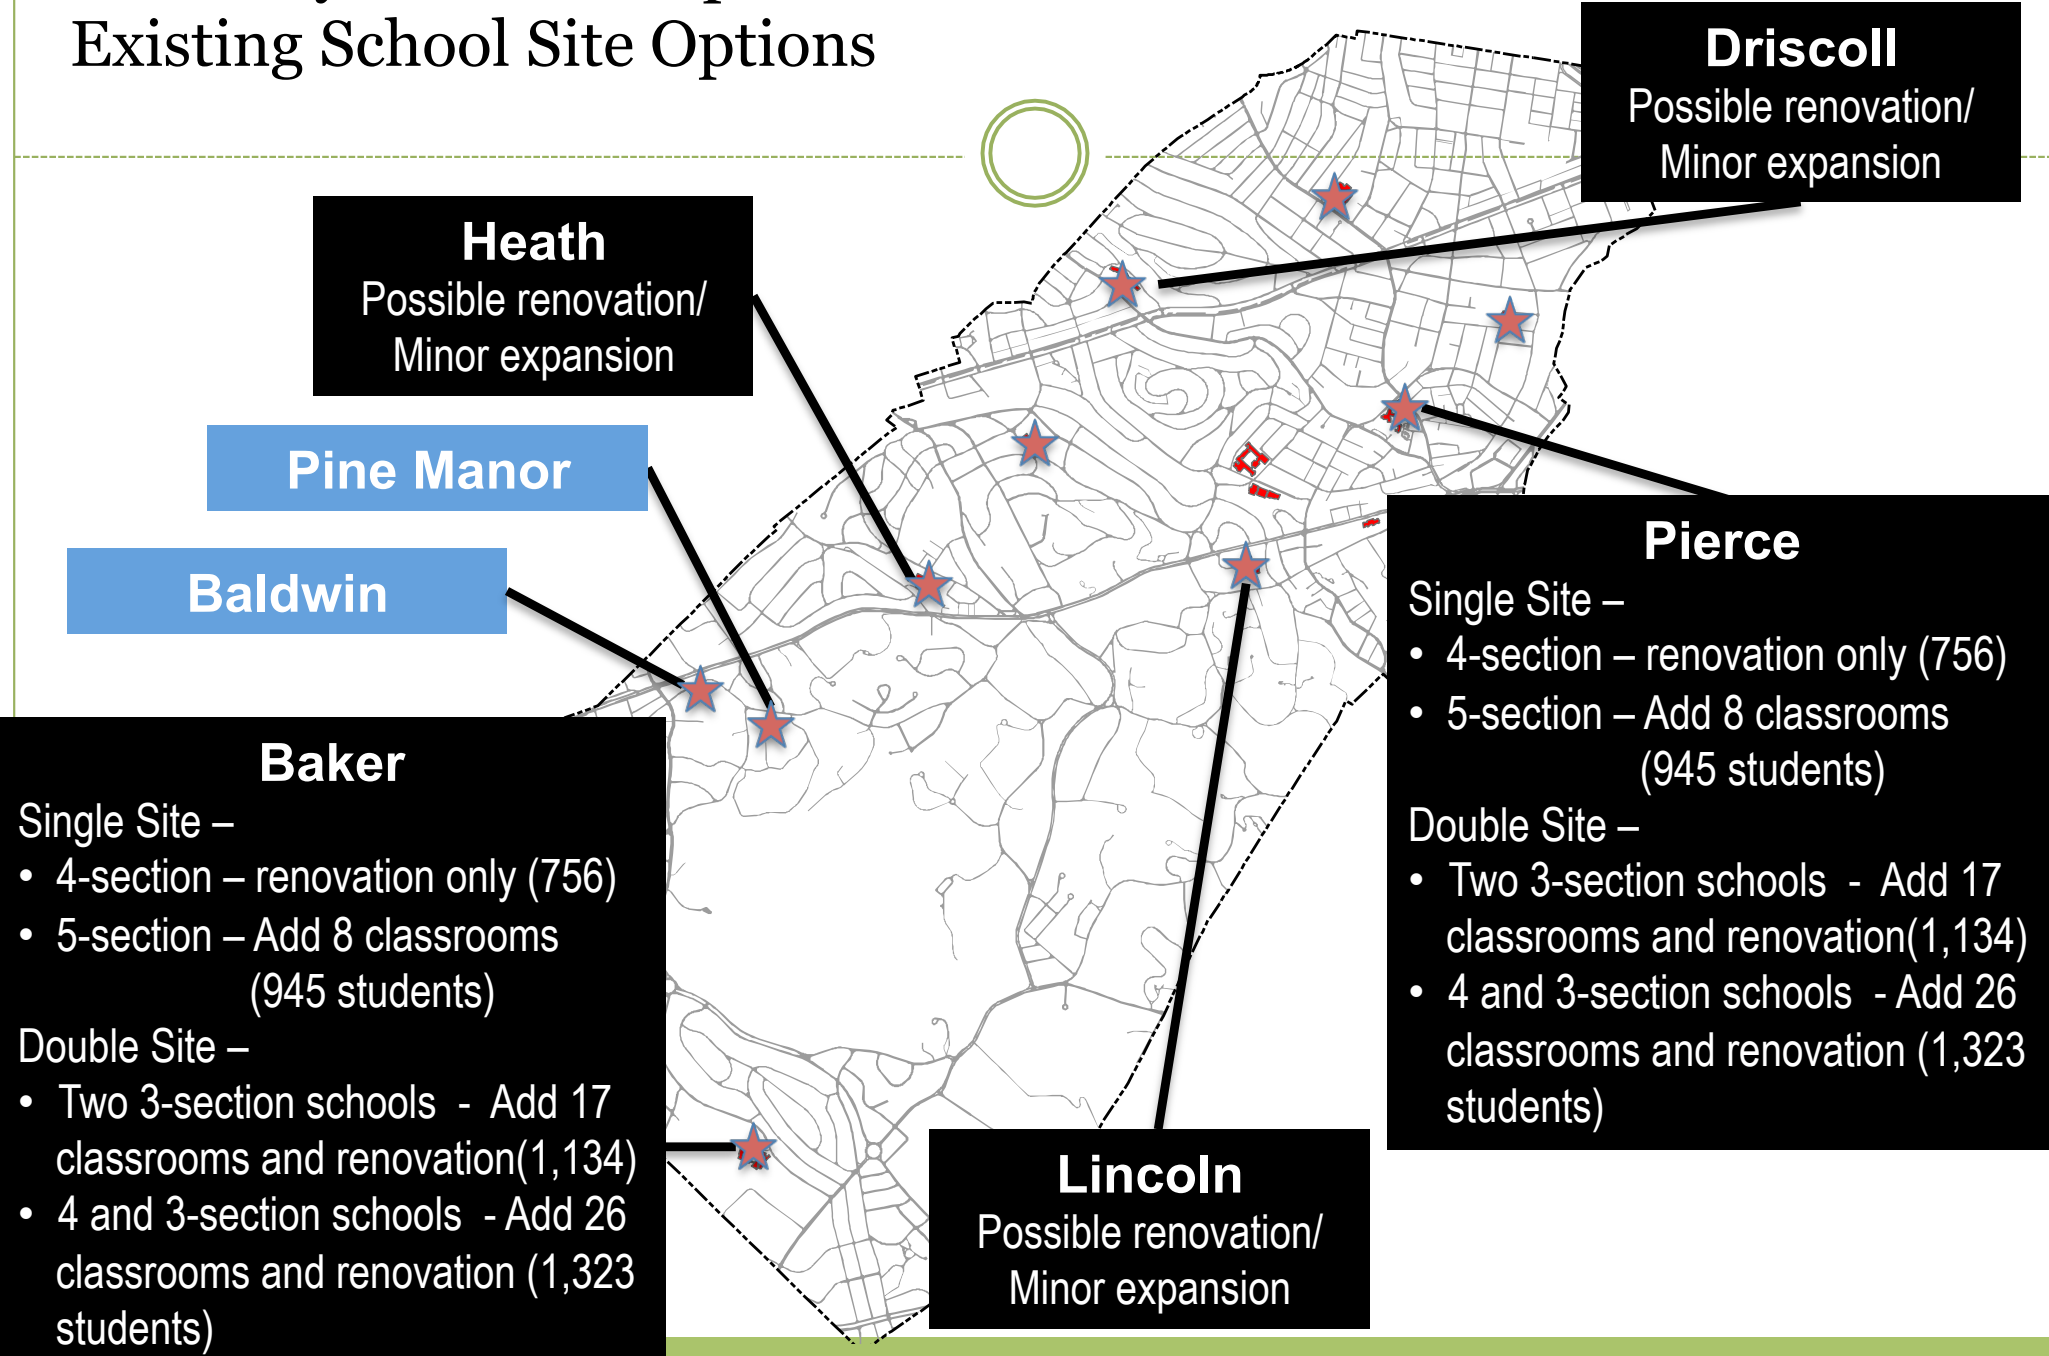 Existing School Site Options
Driscoll
Possible renovation/
Minor expansion
Heath
Possible renovation/
Minor expansion
Pine Manor
Baldwin
Pierce
Single Site –
• 4-section – renovation only (756)
• 5-section – Add 8 classrooms
(945 students)
Double Site –
• Two 3-section schools - Add 17
classrooms and renovation(1,134)
• 4 and 3-section schools - Add 26
classrooms and renovation (1,323
students)
Baker
Single Site –
• 4-section – renovation only (756)
• 5-section – Add 8 classrooms
(945 students)
Double Site –
• Two 3-section schools - Add 17
classrooms and renovation(1,134)
• 4 and 3-section schools - Add 26
classrooms and renovation (1,323
students)
Lincoln
Possible renovation/
Minor expansion